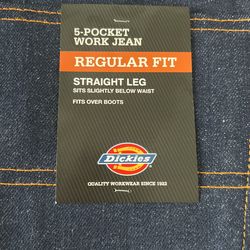 5-POCKET
WORK JEAN
REGULAR FIT
STRAIGHT LEG
SITS SLIGHTLY BELOW WAIST
FITS OVER BOOTS
Dickies
QUALITY WORKWEAR SINCE 1922